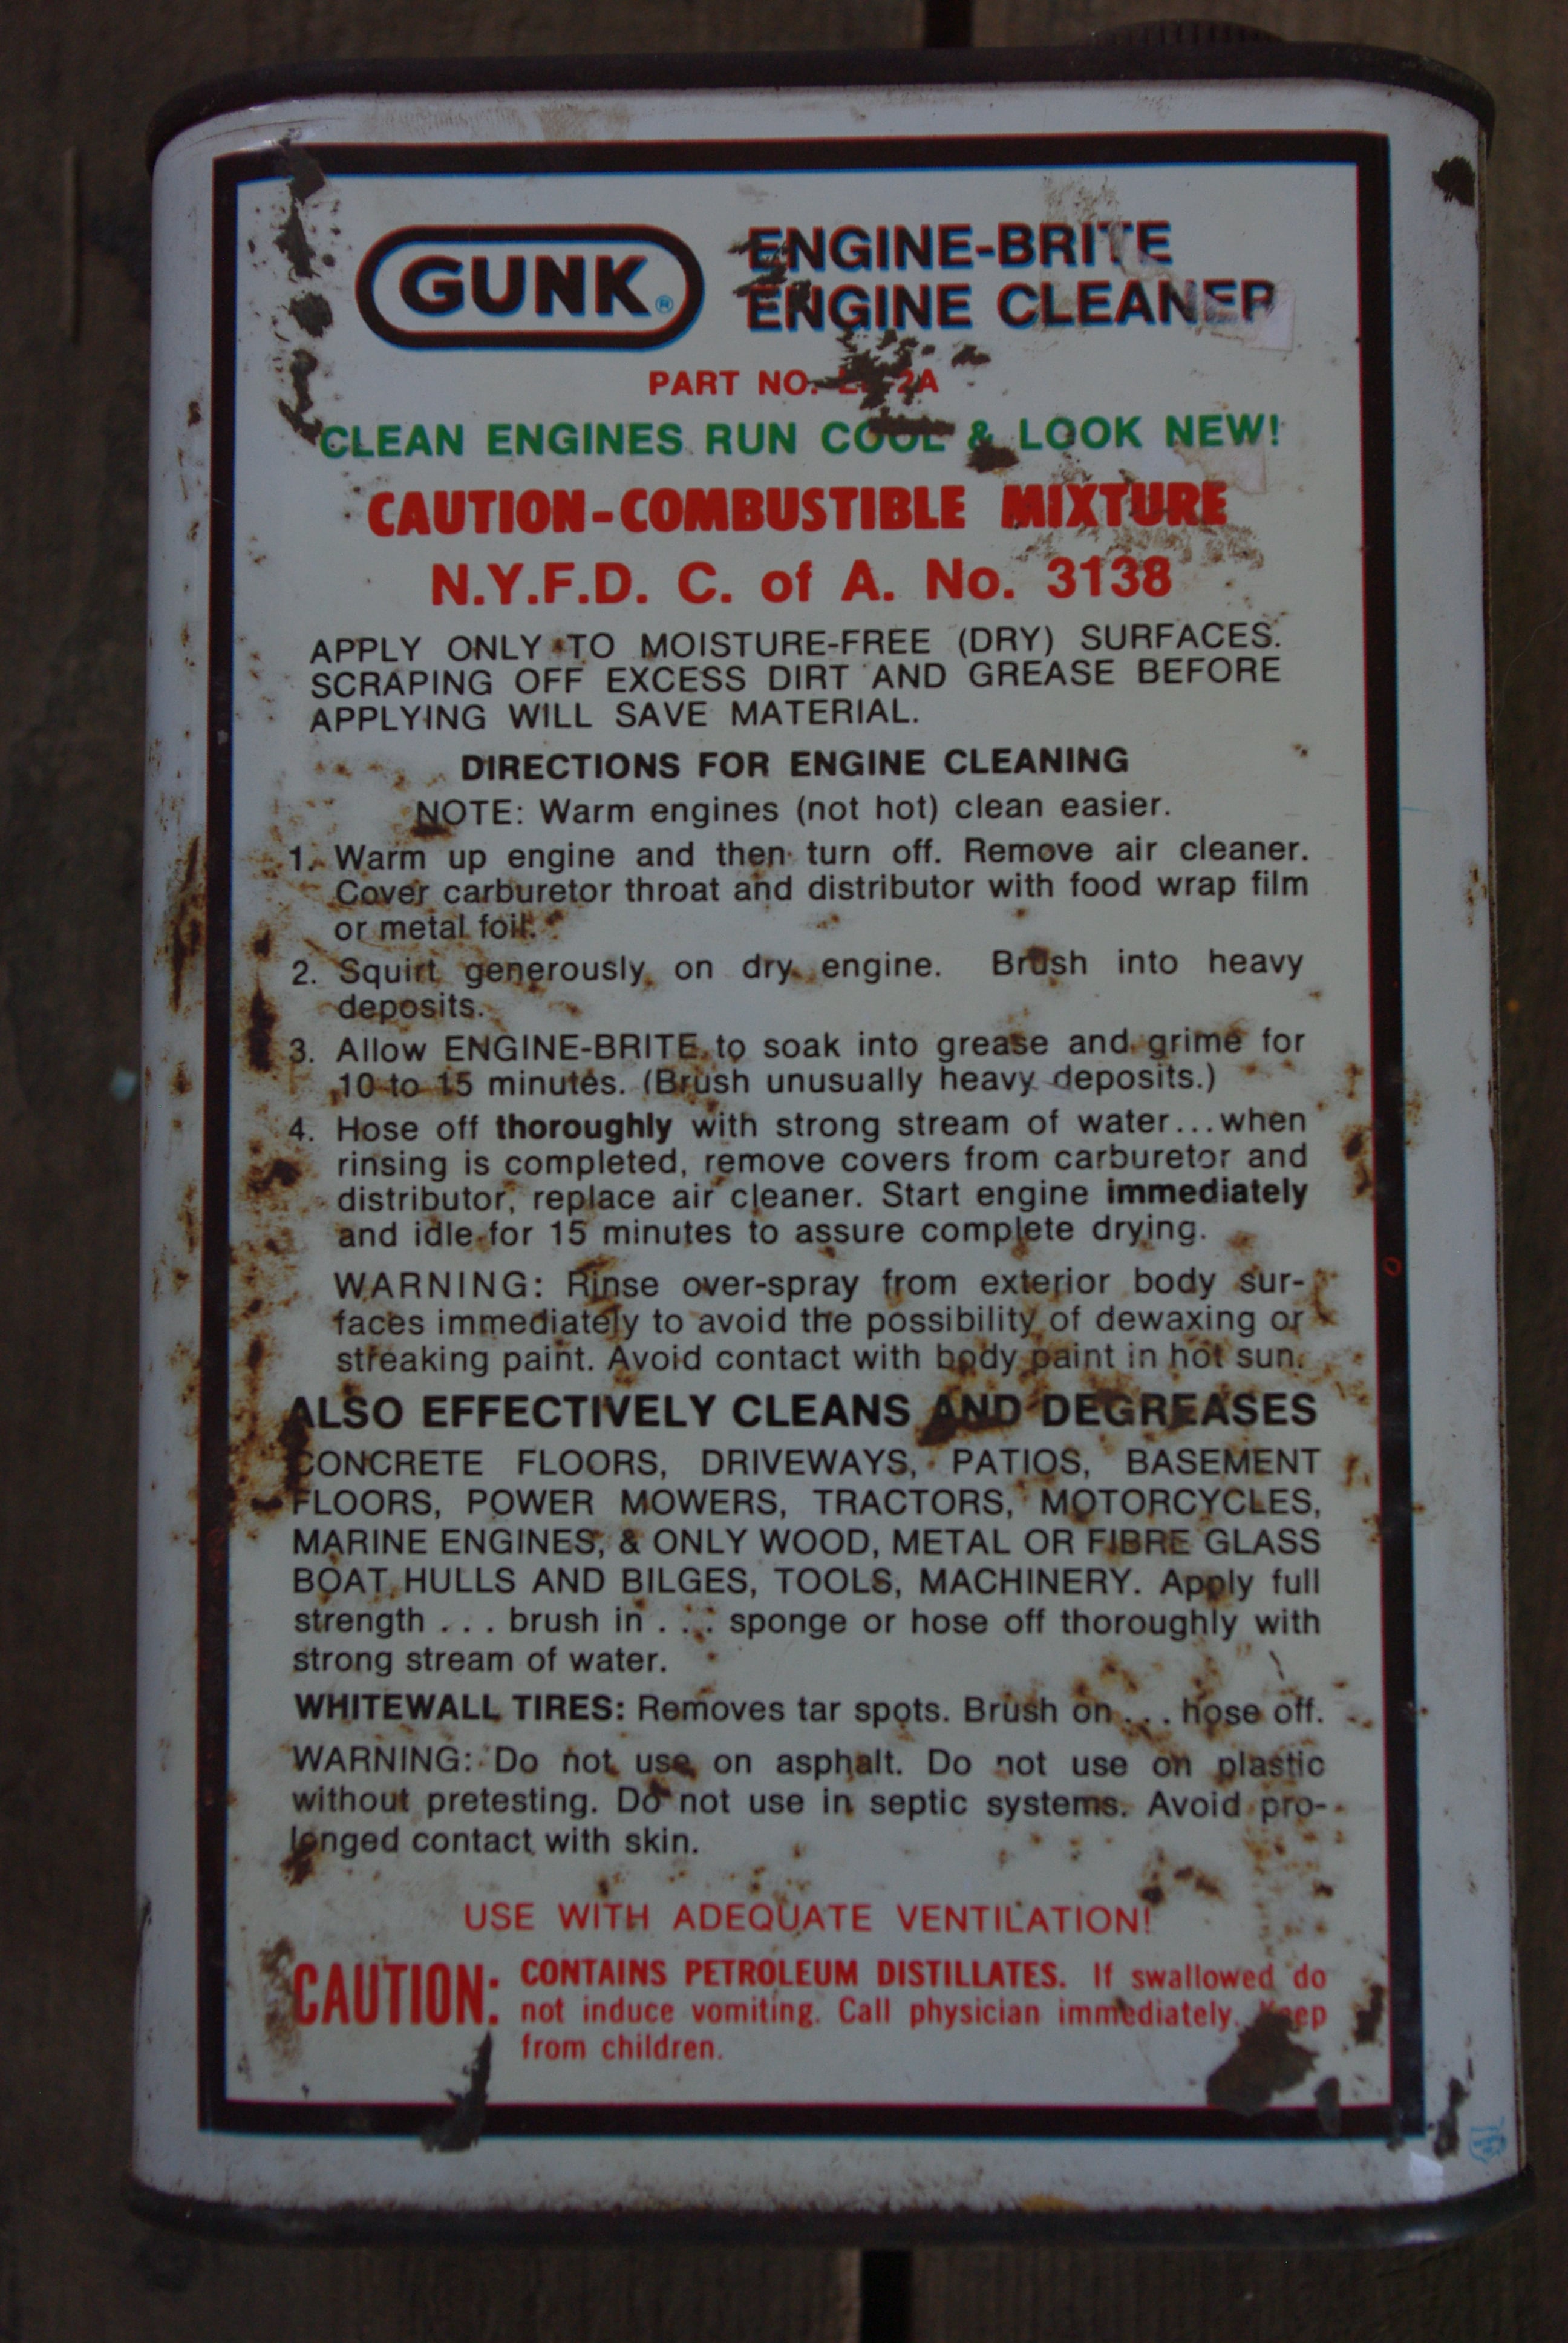 GUNK®
ENGINE-BRITE
ENGINE CLEANER
PART NO.
CLEAN ENGINES RUN COOL & LOOK NEW!
CAUTION-COMBUSTIBLE MIXTURE
N.Y.F.D. C. of A. No. 3138
APPLY ONLY TO MOISTURE-FREE (DRY) SURFACES.
SCRAPING OFF EXCESS DIRT AND GREASE BEFORE
APPLYING WILL SAVE MATERIAL.
DIRECTIONS FOR ENGINE CLEANING
NOTE: Warm engines (not hot) clean easier.
1. Warm up engine and then turn off. Remove air cleaner.
Cover carburetor throat and distributor with food wrap film
or metal foil.
2. Squirt generously on dry engine. Brush into heavy
deposits.
3. Allow ENGINE-BRITE to soak into grease and grime for
10 to 15 minutes. (Brush unusually heavy deposits.)
4. Hose off thoroughly with strong stream of water...when
rinsing is completed, remove covers from carburetor and
distributor, replace air cleaner. Start engine immediately
and idle for 15 minutes to assure complete drying.
WARNING: Rinse over-spray from exterior body sur-
faces immediately to avoid the possibility of dewaxing or
streaking paint. Avoid contact with body paint in hot sun.
ALSO EFFECTIVELY CLEANS AND DEGREASES
CONCRETE FLOORS, DRIVEWAYS, PATIOS, BASEMENT
FLOORS, POWER MOWERS, TRACTORS, MOTORCYCLES,
MARINE ENGINES, & ONLY WOOD, METAL OR FIBRE GLASS
BOAT HULLS AND BILGES, TOOLS, MACHINERY. Apply full
strength . . . brush in . . . sponge or hose off thoroughly with
strong stream of water.
WHITEWALL TIRES: Removes tar spots. Brush on . . . hose off.
WARNING: Do not use on asphalt. Do not use on plastic
without pretesting. Do not use in septic systems. Avoid pro-
longed contact with skin.
USE WITH ADEQUATE VENTILATION!
CAUTION: CONTAINS PETROLEUM DISTILLATES. If swallowed do
not induce vomiting. Call physician immediately. Keep
from children.